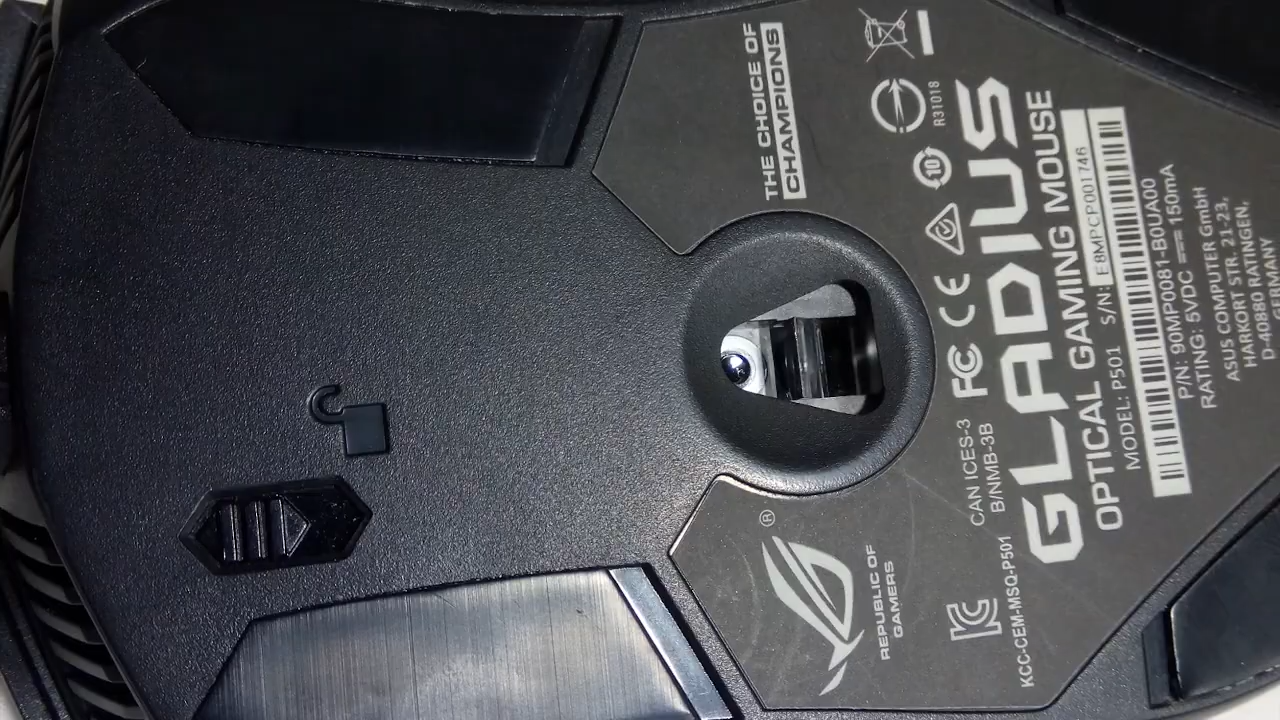 THE CHOICE OF
CHAMPIONS
R31018
10
FC CE
GLADIUS
OPTICAL GAMING MOUSE
MODEL: P501 S/N: E8MPCP001746
P/N: 90MP0081-B0UA00
RATING: 5VDC 150mA
ASUS COMPUTER GmbH
HARKORT STR. 21-23,
D-40880 RATINGEN,
GERMANY
CAN ICES-3
B/NMB-3B
®
REPUBLIC OF
GAMERS
KCC-CEM-MSQ-P501